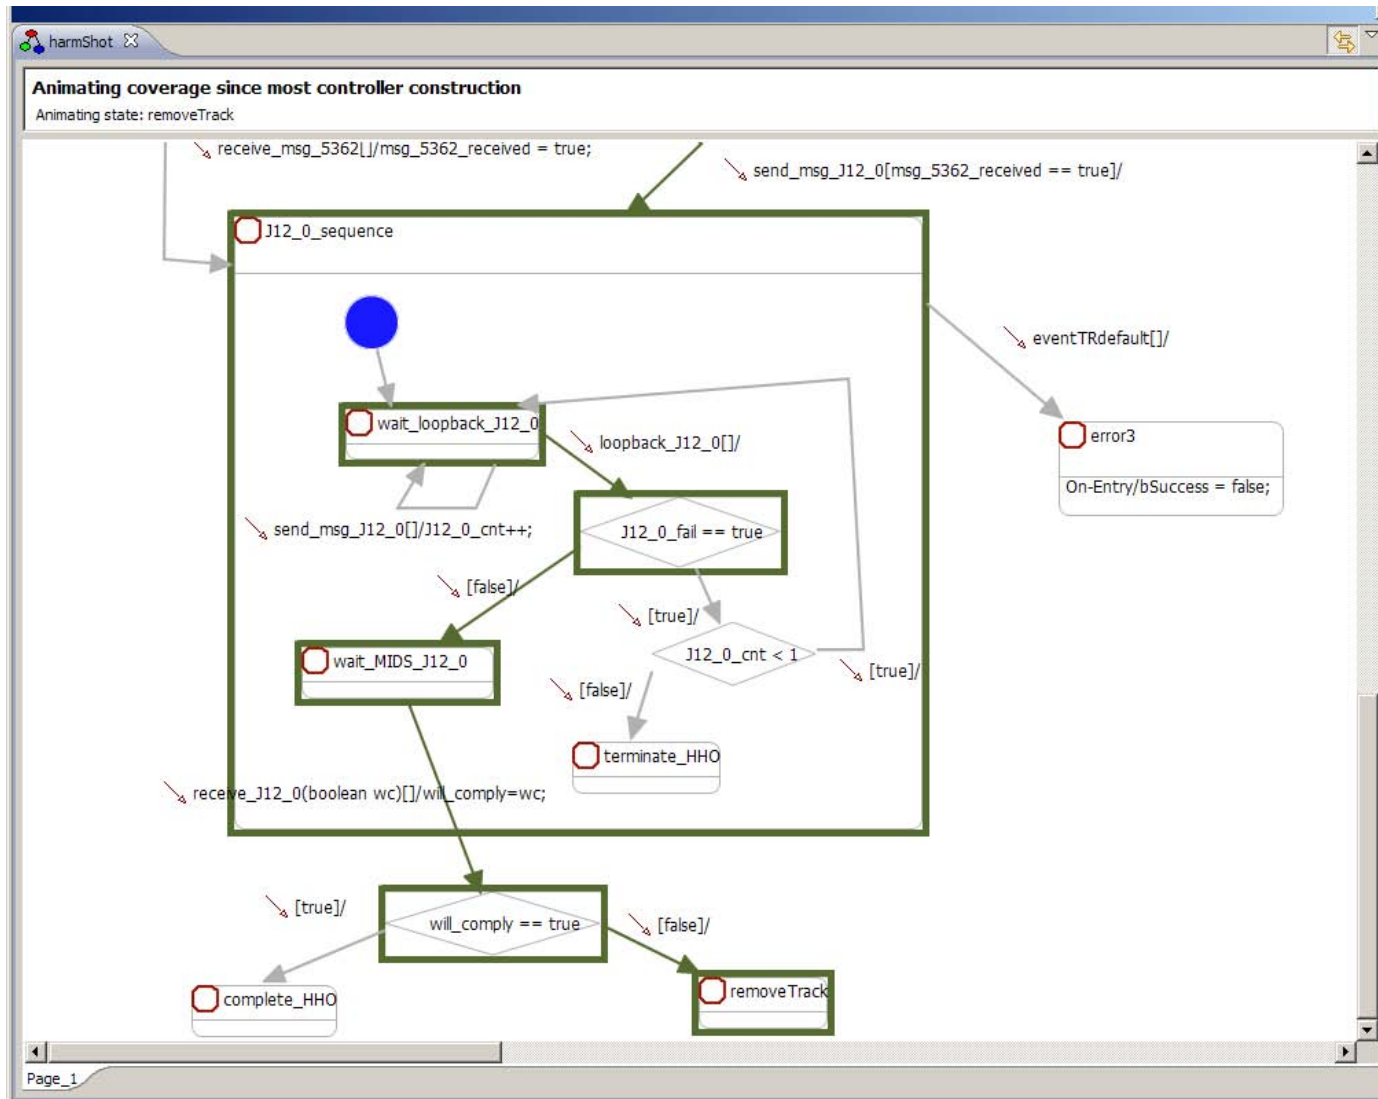 harmShot
Animating coverage since most controller construction
Animating state: removeTrack
receive_msg_5362[]/msg_5362_received = true;
send_msg_J12_0[msg_5362_received == true]/
J12_0_sequence
eventTRdefault[]/
wait_loopback_J12_0
loopback_J12_0[]/
error3
On-Entry/bSuccess = false;
send_msg_J12_0[]/J12_0_cnt++;
J12_0_fail == true
[false]/
[true]/
wait_MIDS_J12_0
J12_0_cnt < 1
[true]/
[false]/
terminate_HHO
receive_J12_0(boolean wc)[]/will_comply=wc;
[true]/
will_comply == true
[false]/
complete_HHO
removeTrack
Page_1